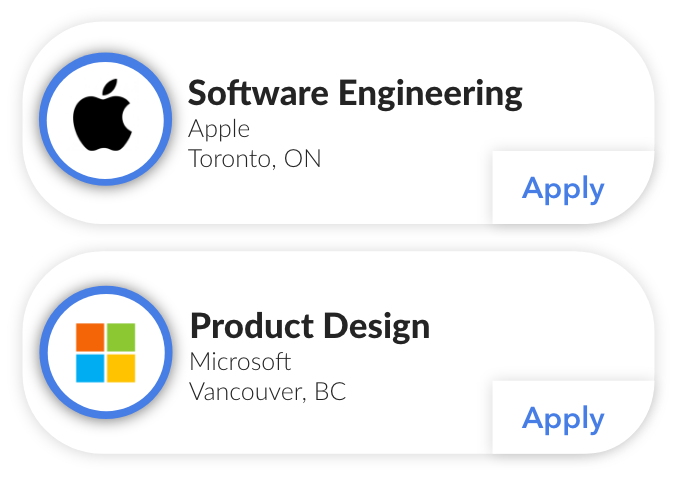 Software Engineering
Apple
Toronto, ON
Apply
Product Design
Microsoft
Vancouver, BC
Apply